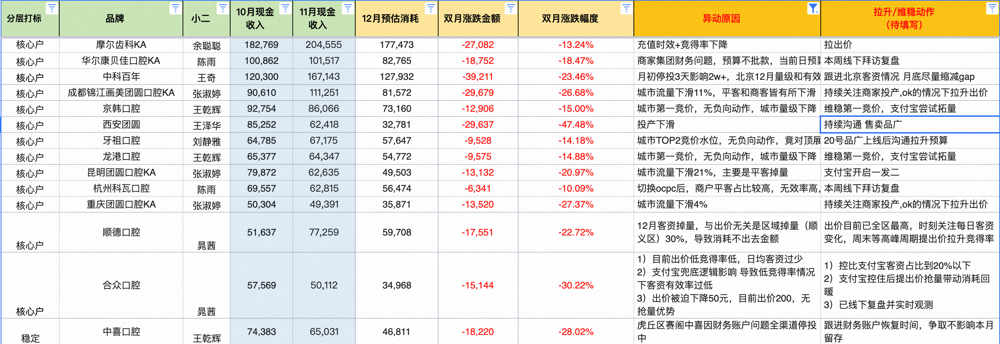 分层打标 品牌 小二 10月现金收入 11月现金收入 12月预估消耗 双月涨跌金额 双月涨跌幅度 异动原因 拉升/维稳动作（待填写）
核心户 摩尔齿科KA 余聪聪 182,769 204,555 177,473 -27,082 -13.24% 充值时效+竞得率下降 拉出价
核心户 华尔康贝佳口腔KA 陈雨 100,862 101,517 82,765 -18,752 -18.47% 商家集团财务问题，预算不批款，当前日预 本周线下拜访复盘
核心户 中科百年 王奇 120,300 167,143 127,932 -39,211 -23.46% 月初停投3天影响2w+，北京12月量级和有效 跟进北京客资情况 月底尽量缩减gap
核心户 成都锦江画美团圆口腔KA 张淑婷 90,610 111,251 81,572 -29,679 -26.68% 城市流量下滑11%，平客和商客皆有所下滑 持续关注商家投产,ok的情况下拉升出价
核心户 京韩口腔 王乾辉 92,754 86,066 73,160 -12,906 -15.00% 城市第一竞价，无负向动作，城市量级下降 维稳第一竞价，支付宝尝试拓量
核心户 西安团圆 王泽华 85,252 62,418 32,781 -29,637 -47.48% 投产下滑 持续沟通 售卖品广
核心户 牙祖口腔 刘静雅 64,785 67,175 57,647 -9,528 -14.18% 城市TOP2竞价水位，无负向动作，竟对顶展 20号品广上线后沟通拉升预算
核心户 龙港口腔 王乾辉 65,377 64,347 54,772 -9,575 -14.88% 城市第一竞价，无负向动作，城市量级下降 维稳第一竞价，支付宝尝试拓量
核心户 昆明团圆口腔KA 张淑婷 79,872 62,635 49,503 -13,132 -20.97% 城市流量下滑21%，主要是平客掉量 支付宝开启一发二
核心户 杭州科瓦口腔 陈雨 69,557 62,815 56,474 -6,341 -10.09% 切换ocpc后，商户平客占比较高，无效率高， 本周线下拜访复盘
核心户 重庆团圆口腔KA 张淑婷 50,304 49,391 35,871 -13,520 -27.37% 城市流量下滑4% 持续关注商家投产,ok的情况下拉升出价
核心户 顺德口腔 晁茜 51,637 77,259 59,708 -17,551 -22.72%
12月客资掉量，与出价无关是区域掉量（顺
义区）30%，导致消耗不出去金额
出价目前已全区最高，时刻关注每日客资
变化，周末等高峰周期提出价拉升竞得率
核心户 合众口腔 晁茜 57,569 50,112 34,968 -15,144 -30.22%
1）目前出价低竞得率低，日均客资过少
2）支付宝兜底逻辑影响 导致低竞得率情况
下客资有效率过低
3）出价被迫下降50元，目前出价200，无
抢量优势
1）控比支付宝客资占比到20%以下
2）支付宝控住后提出价抢量带动消耗回
暖
3）已线下复盘并实时观测
稳定 中喜口腔 王乾辉 74,383 65,031 46,811 -18,220 -28.02%
虎丘区赛阁中喜因财务账户问题全渠道停投
中
跟进财务账户恢复时间，争取不影响本月
留存